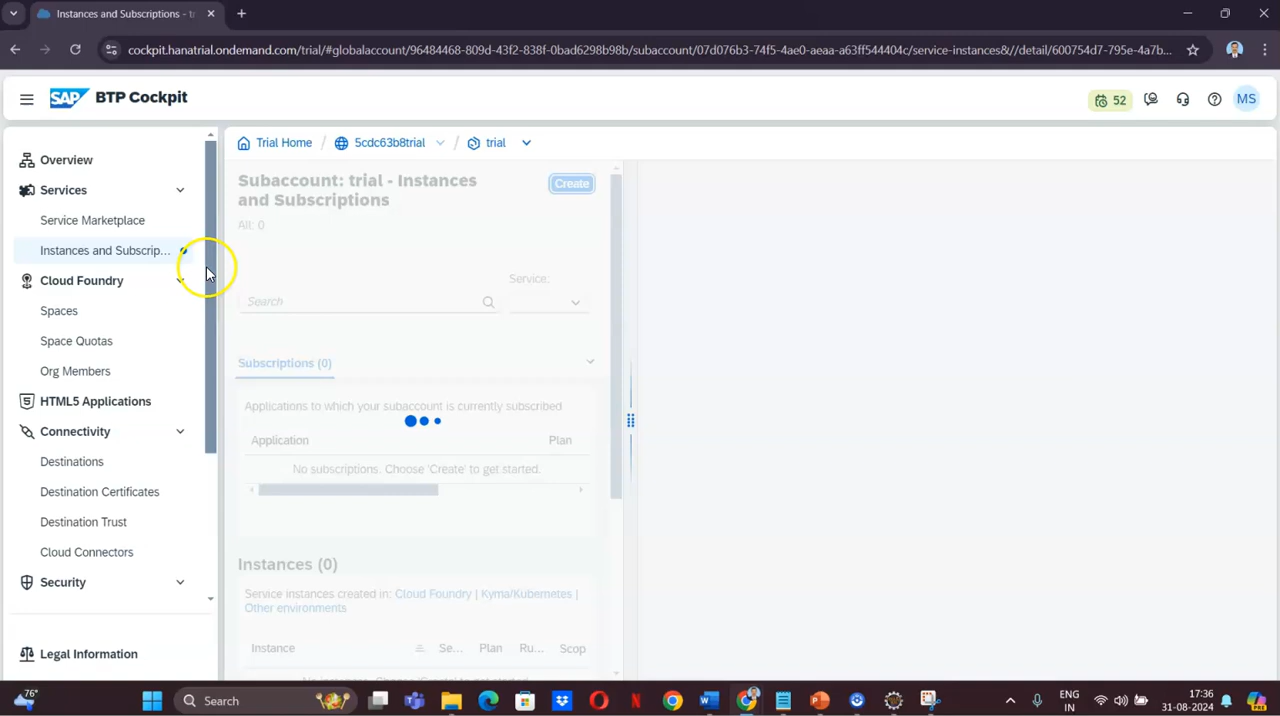 Instances and Subscriptions - tr
cockpit.hanatrial.ondemand.com/trial/#globalaccount/96484468-809d-43f2-838f-0bad6298b98b/subaccount/07d076b3-74f5-4ae0-aeaa-a63ff544404c/service-instances&//detail/600754d7-795e-4a7b...
SAP BTP Cockpit
52
MS
Overview
Services
Service Marketplace
Instances and Subscrip...
Cloud Foundry
Spaces
Space Quotas
Org Members
HTML5 Applications
Connectivity
Destinations
Destination Certificates
Destination Trust
Cloud Connectors
Security
Legal Information
Trial Home / 5cdc63b8trial / trial
Subaccount: trial - Instances
and Subscriptions
Create
All: 0
Service:
Search
Subscriptions (0)
Applications to which your subaccount is currently subscribed
Application Plan
No subscriptions. Choose 'Create' to get started.
Instances (0)
Service instances created in: Cloud Foundry | Kyma/Kubernetes |
Other environments
Instance Se... Plan Ru... Scop
76°
Search
ENG
IN
17:36
31-08-2024